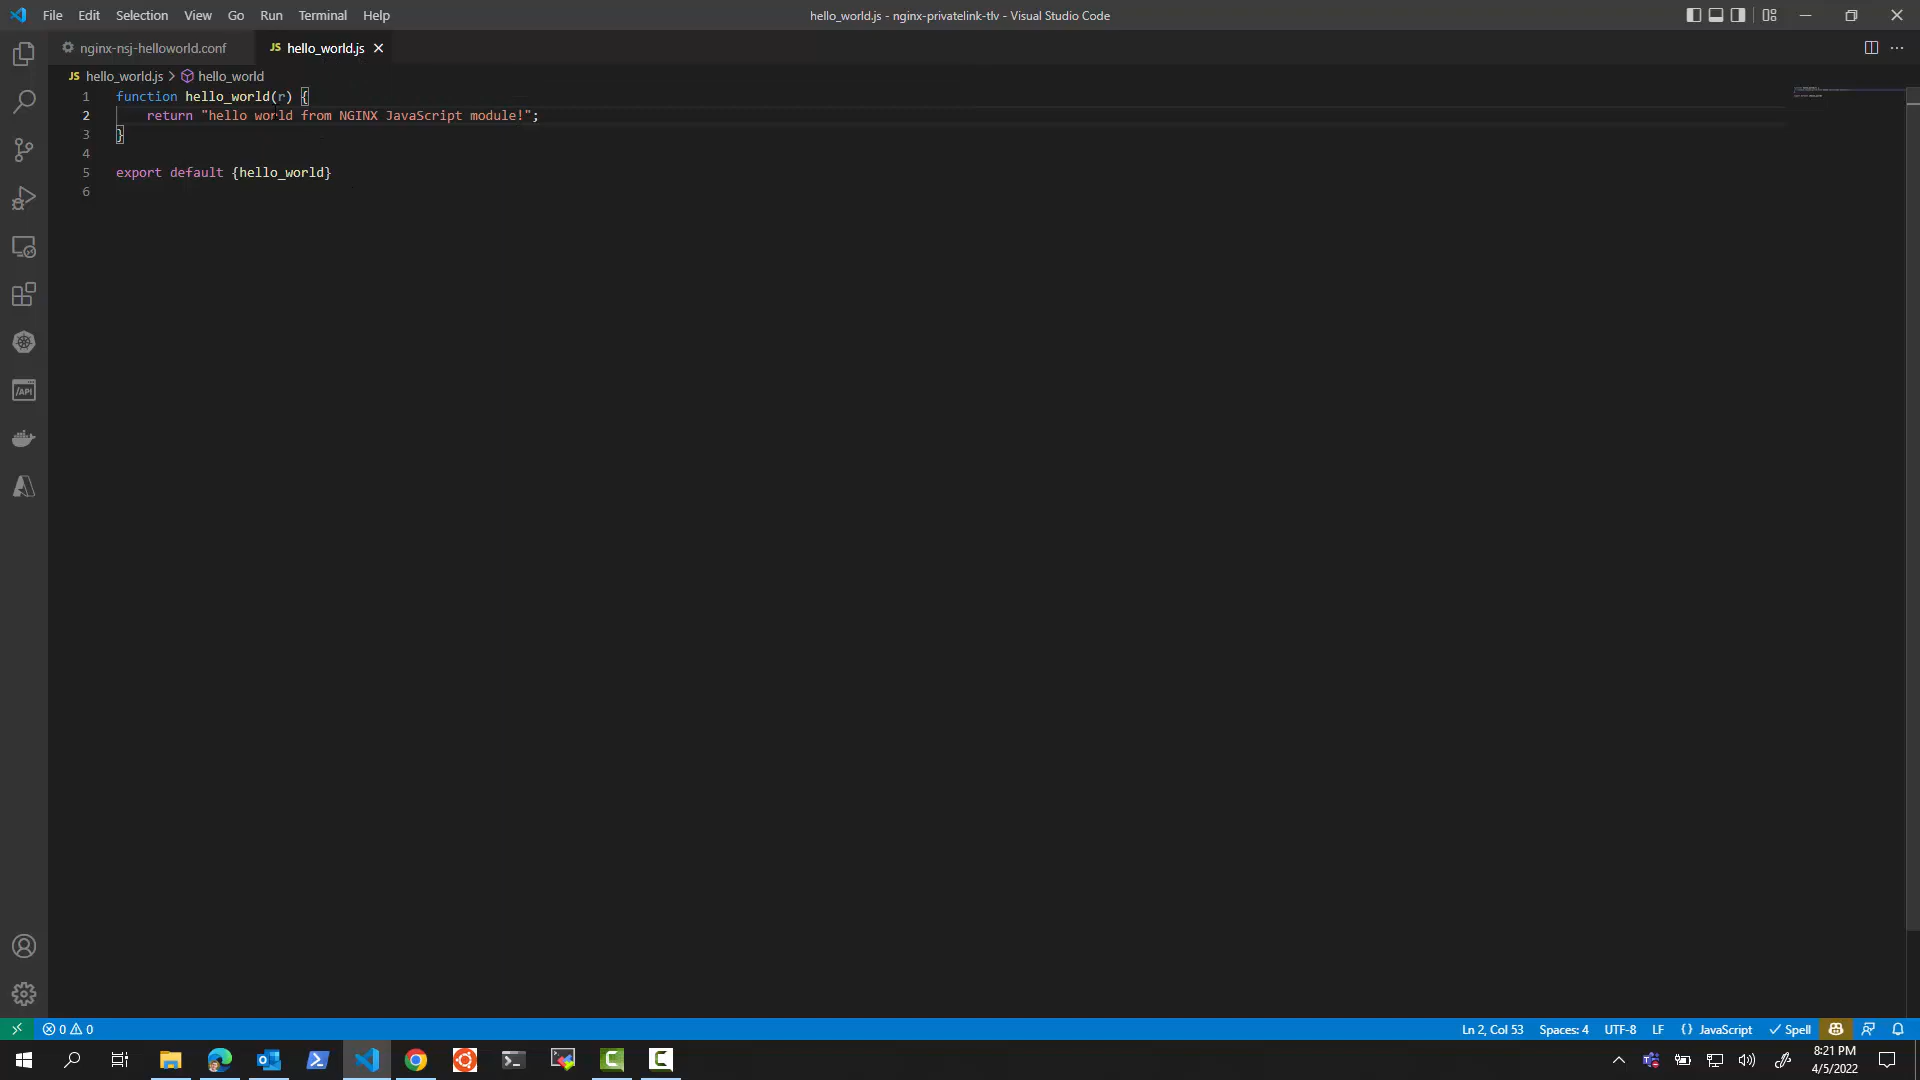 File Edit Selection View Go Run Terminal Help
hello_world.js - nginx-privatelink-tlv - Visual Studio Code
nginx-nsj-helloworld.conf
JS hello_world.js
JS hello_world.js > hello_world
1 function hello_world(r) {
2 return "hello world from NGINX JavaScript module!";
3 }
4
5 export default {hello_world}
6
/API
0 0
Ln 2, Col 53 Spaces: 4 UTF-8 LF {} JavaScript Spell
8:21 PM
4/5/2022